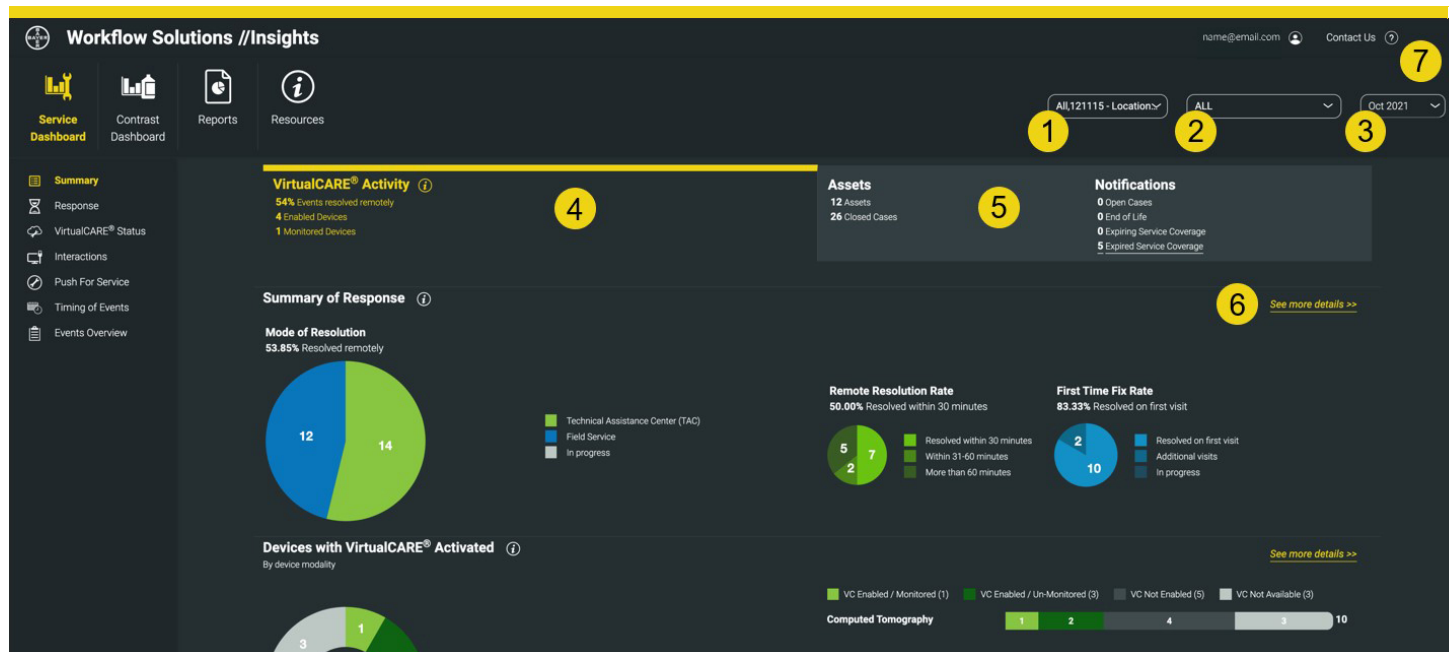 BAYER
Workflow Solutions //Insights
name@email.com
Contact Us ?
7
Service Dashboard
Contrast Dashboard
Reports
Resources
All,121115 - Location:
ALL
Oct 2021
1
2
3
Summary
Response
VirtualCARE® Status
Interactions
Push For Service
Timing of Events
Events Overview
VirtualCARE® Activity i
54% Events resolved remotely
4 Enabled Devices
1 Monitored Devices
4
Assets
12 Assets
26 Closed Cases
5
Notifications
0 Open Cases
0 End of Life
0 Expiring Service Coverage
5 Expired Service Coverage
Summary of Response i
6
See more details >>
Mode of Resolution
53.85% Resolved remotely
12
14
Technical Assistance Center (TAC)
Field Service
In progress
Remote Resolution Rate
50.00% Resolved within 30 minutes
5
7
2
Resolved within 30 minutes
Within 31-60 minutes
More than 60 minutes
First Time Fix Rate
83.33% Resolved on first visit
2
10
Resolved on first visit
Additional visits
In progress
Devices with VirtualCARE® Activated i
By device modality
See more details >>
3
1
VC Enabled / Monitored (1)
VC Enabled / Un-Monitored (3)
VC Not Enabled (5)
VC Not Available (3)
Computed Tomography
1
2
4
3
10